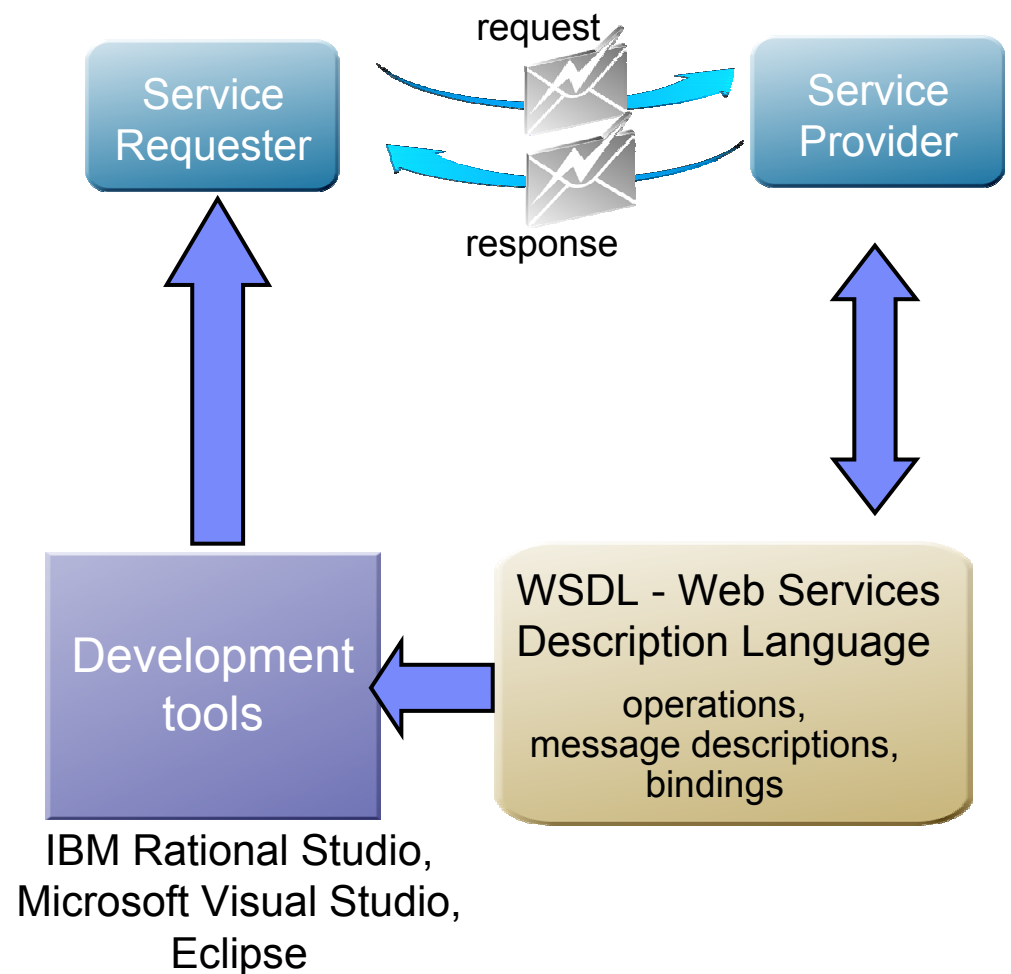 request
Service
Requester
Service
Provider
response
Development
tools
WSDL - Web Services
Description Language
operations,
message descriptions,
bindings
IBM Rational Studio,
Microsoft Visual Studio,
Eclipse